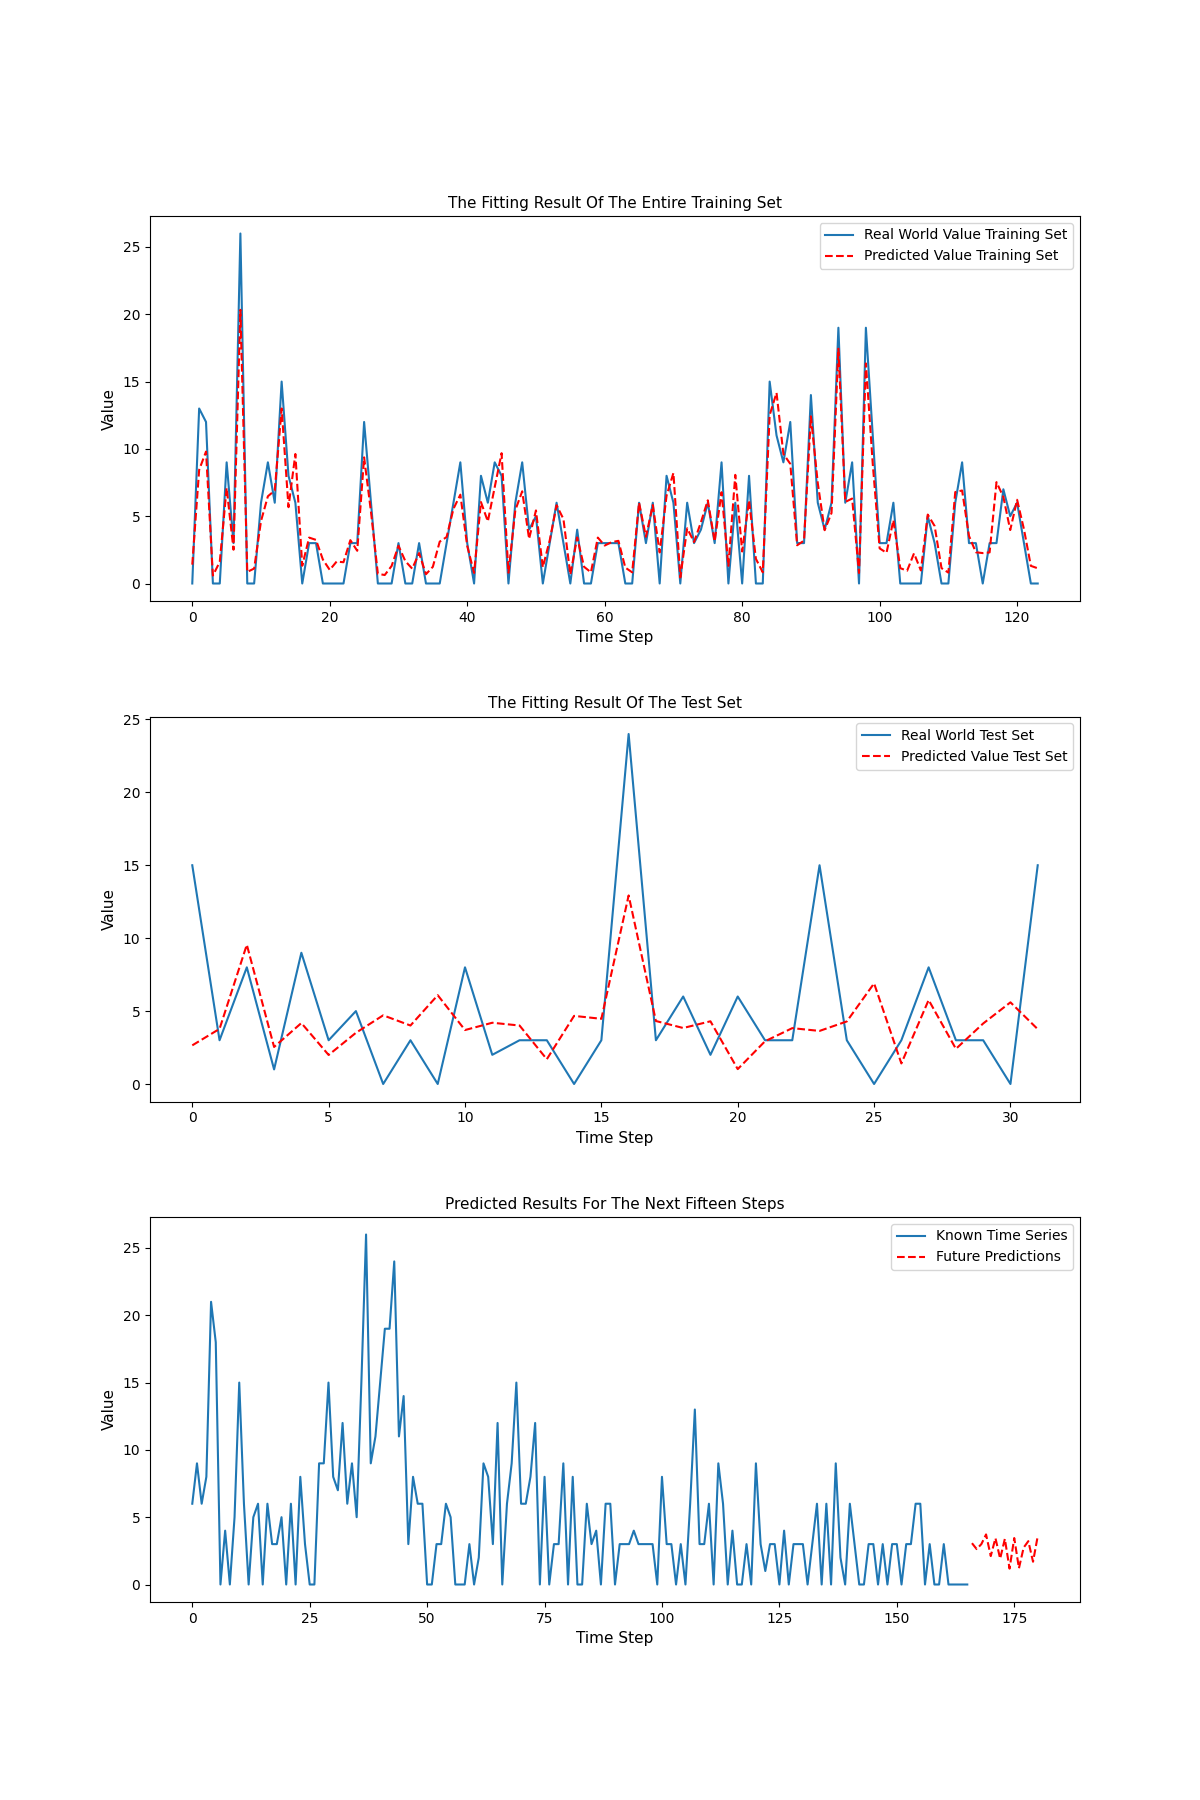 The Fitting Result Of The Entire Training Set
Real World Value Training Set
Predicted Value Training Set
Value
25
20
15
10
5
0
0 20 40 60 80 100 120
Time Step
The Fitting Result Of The Test Set
Real World Test Set
Predicted Value Test Set
Value
25
20
15
10
5
0
0 5 10 15 20 25 30
Time Step
Predicted Results For The Next Fifteen Steps
Known Time Series
Future Predictions
Value
25
20
15
10
5
0
0 25 50 75 100 125 150 175
Time Step